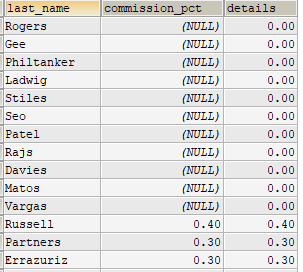 last_name commission_pct details
Rogers (NULL) 0.00
Gee (NULL) 0.00
Philtanker (NULL) 0.00
Ladwig (NULL) 0.00
Stiles (NULL) 0.00
Seo (NULL) 0.00
Patel (NULL) 0.00
Rajs (NULL) 0.00
Davies (NULL) 0.00
Matos (NULL) 0.00
Vargas (NULL) 0.00
Russell 0.40 0.40
Partners 0.30 0.30
Errazuriz 0.30 0.30